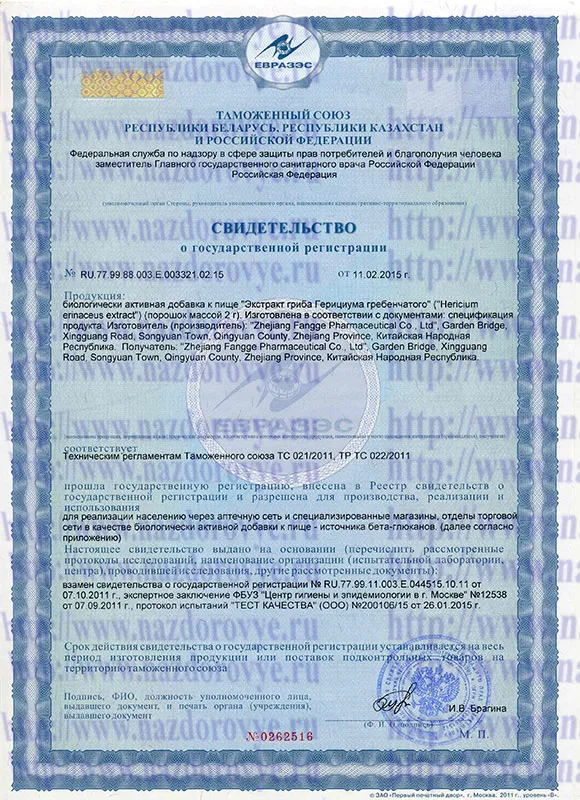 ЕВРАЗЭС
ТАМОЖЕННЫЙ СОЮЗ
РЕСПУБЛИКИ БЕЛАРУСЬ, РЕСПУБЛИКИ КАЗАХСТАН
И РОССИЙСКОЙ ФЕДЕРАЦИИ
Федеральная служба по надзору в сфере защиты прав потребителей и благополучия человека
заместитель Главного государственного санитарного врача Российской Федерации
Российская Федерация
(уполномоченный орган Стороны, руководитель уполномоченного органа, наименование административно-территориального образования)
СВИДЕТЕЛЬСТВО
о государственной регистрации
№ RU.77.99.88.003.Е.003321.02.15 от 11.02.2015 г.
Продукция:
биологически активная добавка к пище "Экстракт гриба Герициума гребенчатого" ("Hericium
erinaceus extract") (порошок массой 2 г). Изготовлена в соответствии с документами: спецификация
продукта. Изготовитель (производитель): "Zhejiang Fangge Pharmaceutical Co., Ltd", Garden Bridge,
Xingguang Road, Songyuan Town, Qingyuan County, Zhejiang Province, Китайская Народная
Республика. Получатель: "Zhejiang Fangge Pharmaceutical Co., Ltd", Garden Bridge, Xingguang
Road, Songyuan Town, Qingyuan County, Zhejiang Province, Китайская Народная Республика.
ЕВРАЗЭС
соответствует
Техническим регламентам Таможенного союза ТС 021/2011, ТР ТС 022/2011
прошла государственную регистрацию, внесена в Реестр свидетельств о
государственной регистрации и разрешена для производства, реализации и
использования
для реализации населению через аптечную сеть и специализированные магазины, отделы торговой
сети в качестве биологически активной добавки к пище - источника бета-глюканов. (далее согласно
приложению)
Настоящее свидетельство выдано на основании (перечислить рассмотренные
протоколы исследований, наименование организации (испытательной лаборатории,
центра), проводившей исследования, другие рассмотренные документы):
взамен свидетельства о государственной регистрации № RU.77.99.11.003.Е.044515.10.11 от
07.10.2011 г., экспертное заключение ФБУЗ "Центр гигиены и эпидемиологии в г. Москве" №12538
от 07.09.2011 г., протокол испытаний "ТЕСТ КАЧЕСТВА" (ООО) №200106/15 от 26.01.2015 г.
Срок действия свидетельства о государственной регистрации устанавливается на весь
период изготовления продукции или поставок подконтрольных товаров на
территорию таможенного союза
Подпись, ФИО, должность уполномоченного лица,
выдавшего документ, и печать органа (учреждения),
выдавшего документ
И.В. Брагина
(Ф. И. О./подпись)
М. П.
№0262516
© ЗАО «Первый печатный двор», г. Москва, 2011 г., уровень «В».